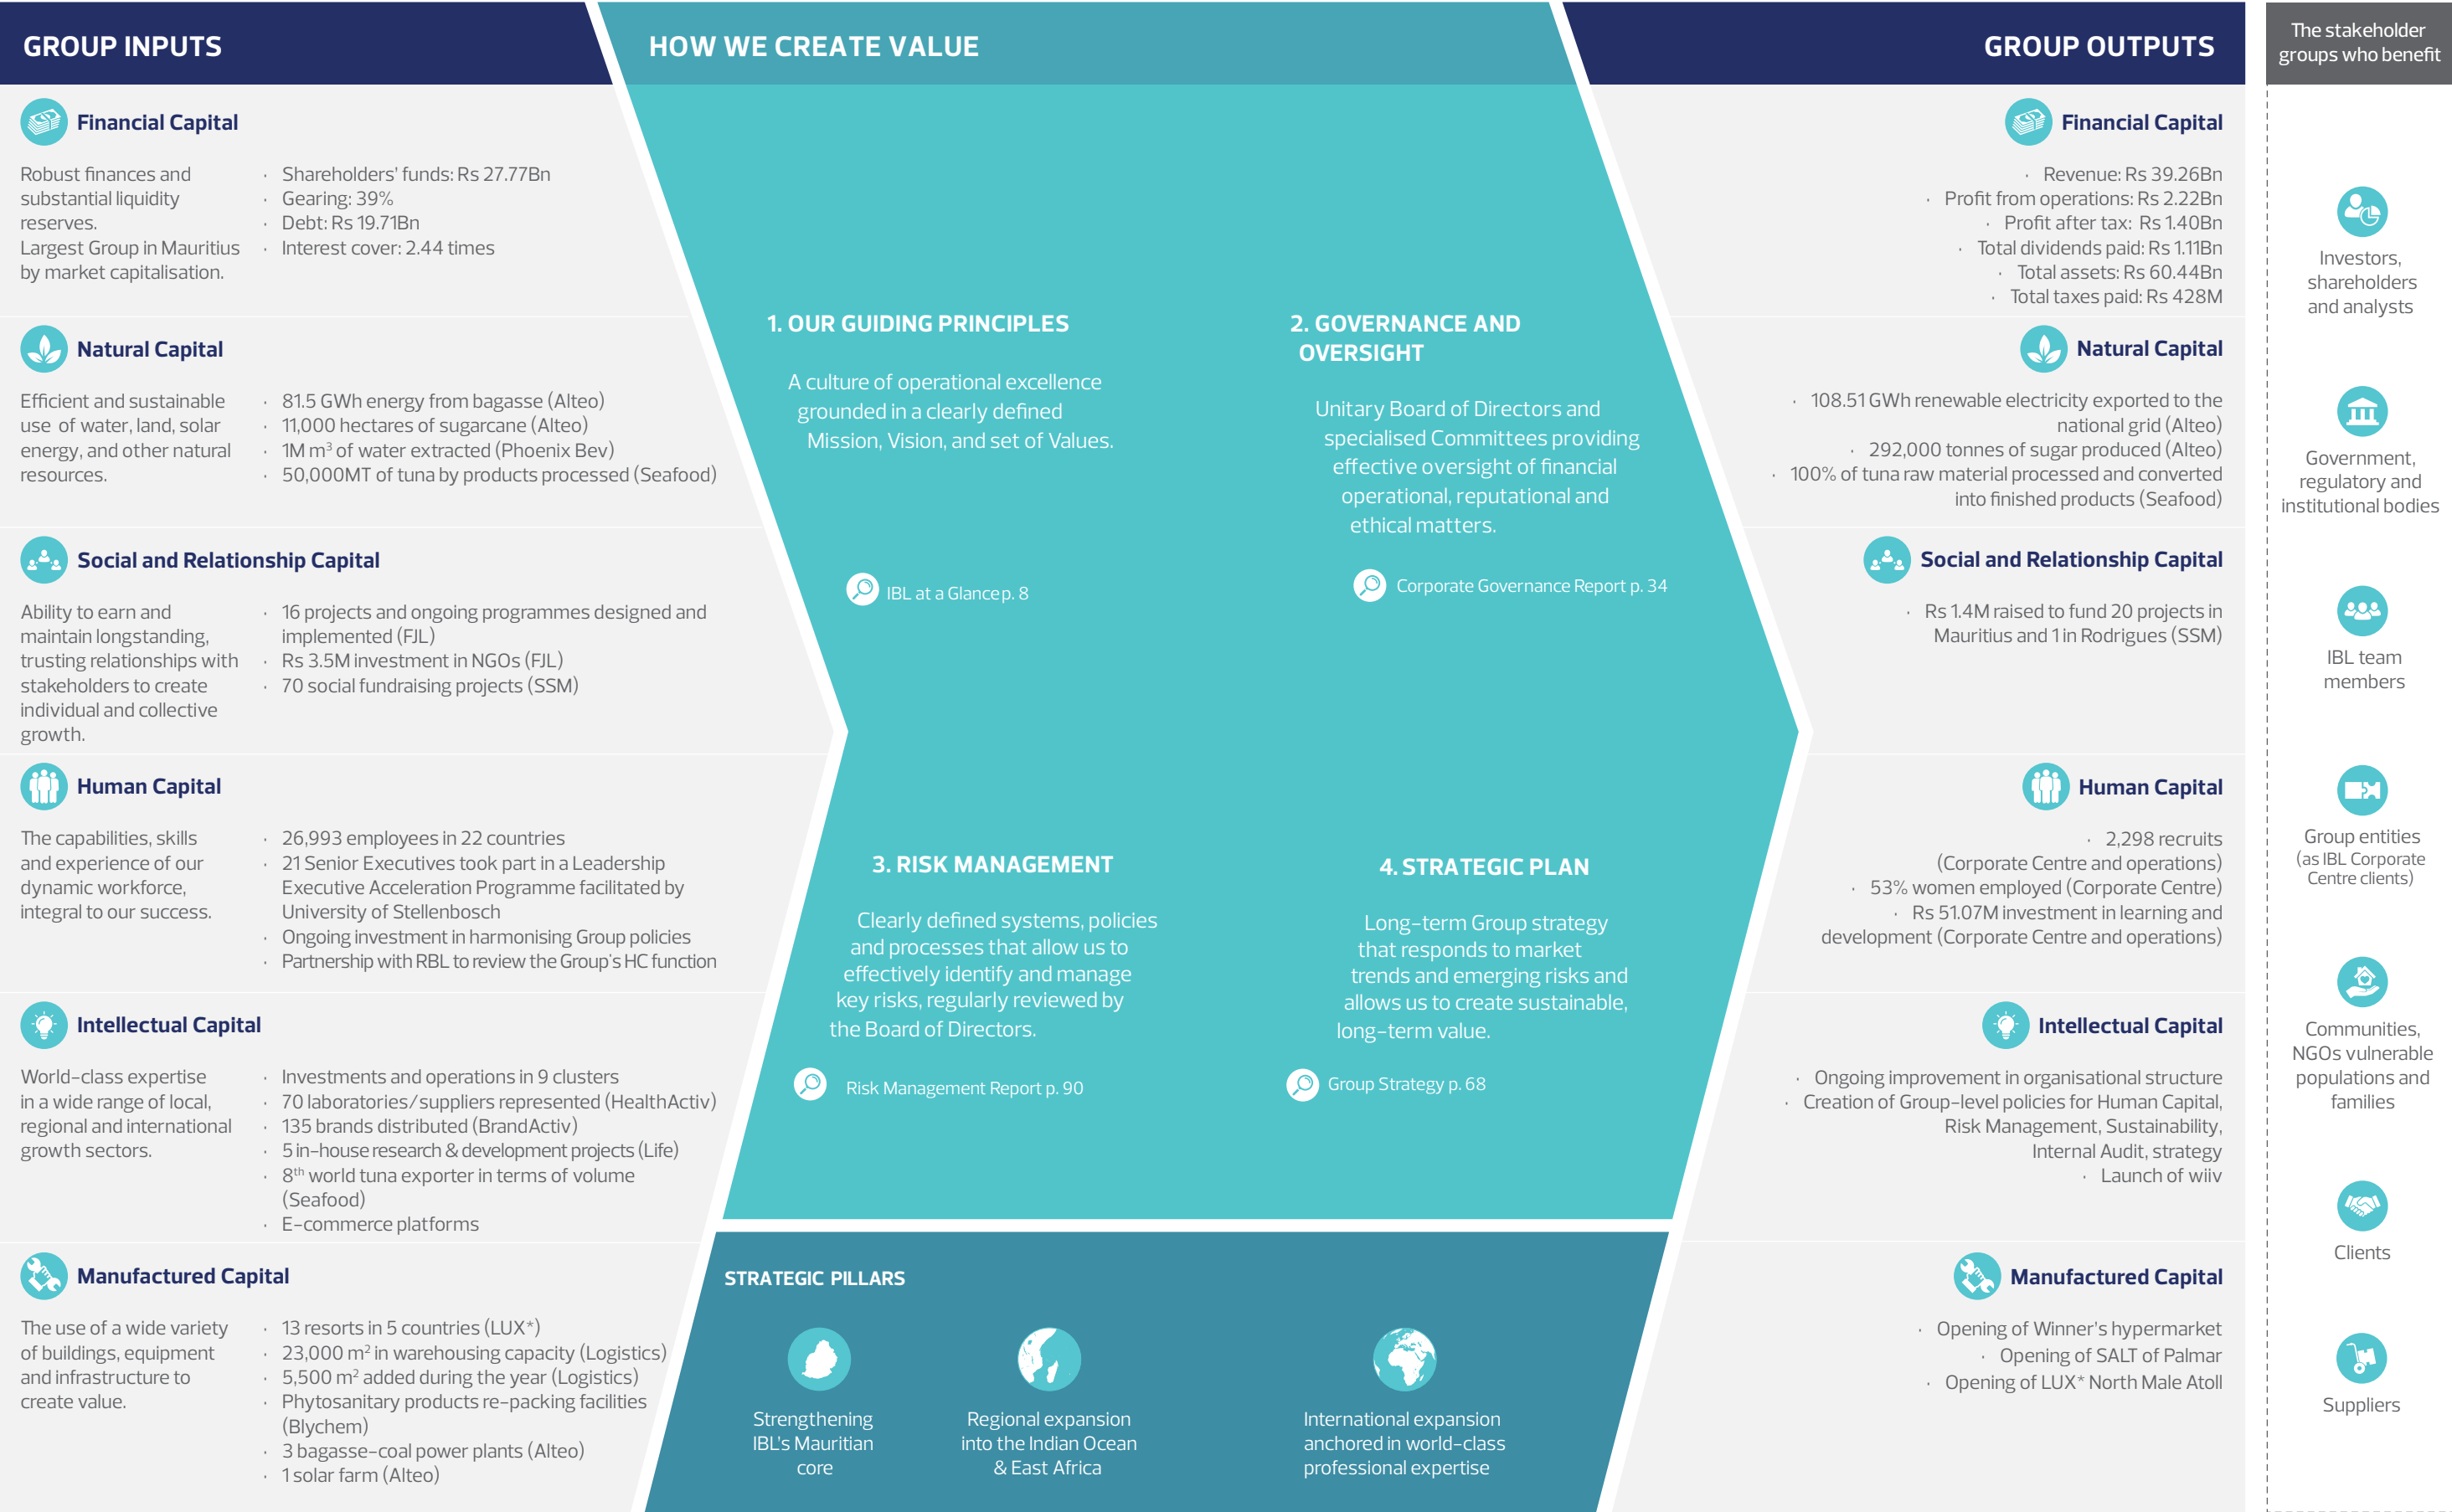 GROUP INPUTS
Financial Capital
Robust finances and
substantial liquidity
reserves.
Largest Group in Mauritius
by market capitalisation.
· Shareholders' funds: Rs 27.77Bn
· Gearing: 39%
· Debt: Rs 19.71Bn
· Interest cover: 2.44 times
Natural Capital
Efficient and sustainable
use of water, land, solar
energy, and other natural
resources.
· 81.5 GWh energy from bagasse (Alteo)
· 11,000 hectares of sugarcane (Alteo)
· 1M m³ of water extracted (Phoenix Bev)
· 50,000MT of tuna by products processed (Seafood)
Social and Relationship Capital
Ability to earn and
maintain longstanding,
trusting relationships with
stakeholders to create
individual and collective
growth.
· 16 projects and ongoing programmes designed and
implemented (FJL)
· Rs 3.5M investment in NGOs (FJL)
· 70 social fundraising projects (SSM)
Human Capital
The capabilities, skills
and experience of our
dynamic workforce,
integral to our success.
· 26,993 employees in 22 countries
· 21 Senior Executives took part in a Leadership
Executive Acceleration Programme facilitated by
University of Stellenbosch
· Ongoing investment in harmonising Group policies
· Partnership with RBL to review the Group's HC function
Intellectual Capital
World-class expertise
in a wide range of local,
regional and international
growth sectors.
· Investments and operations in 9 clusters
· 70 laboratories/suppliers represented (HealthActiv)
· 135 brands distributed (BrandActiv)
· 5 in-house research & development projects (Life)
· 8th world tuna exporter in terms of volume
(Seafood)
· E-commerce platforms
Manufactured Capital
The use of a wide variety
of buildings, equipment
and infrastructure to
create value.
· 13 resorts in 5 countries (LUX*)
· 23,000 m² in warehousing capacity (Logistics)
· 5,500 m² added during the year (Logistics)
· Phytosanitary products re-packing facilities
(Blychem)
· 3 bagasse-coal power plants (Alteo)
· 1 solar farm (Alteo)
HOW WE CREATE VALUE
1. OUR GUIDING PRINCIPLES
A culture of operational excellence
grounded in a clearly defined
Mission, Vision, and set of Values.
IBL at a Glance p. 8
2. GOVERNANCE AND
OVERSIGHT
Unitary Board of Directors and
specialised Committees providing
effective oversight of financial
operational, reputational and
ethical matters.
Corporate Governance Report p. 34
3. RISK MANAGEMENT
Clearly defined systems, policies
and processes that allow us to
effectively identify and manage
key risks, regularly reviewed by
the Board of Directors.
Risk Management Report p. 90
4. STRATEGIC PLAN
Long-term Group strategy
that responds to market
trends and emerging risks and
allows us to create sustainable,
long-term value.
Group Strategy p. 68
STRATEGIC PILLARS
Strengthening
IBL's Mauritian
core
Regional expansion
into the Indian Ocean
& East Africa
International expansion
anchored in world-class
professional expertise
GROUP OUTPUTS
Financial Capital
· Revenue: Rs 39.26Bn
· Profit from operations: Rs 2.22Bn
· Profit after tax: Rs 1.40Bn
· Total dividends paid: Rs 1.11Bn
· Total assets: Rs 60.44Bn
· Total taxes paid: Rs 428M
Natural Capital
· 108.51 GWh renewable electricity exported to the
national grid (Alteo)
· 292,000 tonnes of sugar produced (Alteo)
· 100% of tuna raw material processed and converted
into finished products (Seafood)
Social and Relationship Capital
· Rs 1.4M raised to fund 20 projects in
Mauritius and 1 in Rodrigues (SSM)
Human Capital
· 2,298 recruits
(Corporate Centre and operations)
· 53% women employed (Corporate Centre)
· Rs 51.07M investment in learning and
development (Corporate Centre and operations)
Intellectual Capital
· Ongoing improvement in organisational structure
· Creation of Group-level policies for Human Capital,
Risk Management, Sustainability,
Internal Audit, strategy
· Launch of wiiv
Manufactured Capital
· Opening of Winner's hypermarket
· Opening of SALT of Palmar
· Opening of LUX* North Male Atoll
The stakeholder
groups who benefit
Investors,
shareholders
and analysts
Government,
regulatory and
institutional bodies
IBL team
members
Group entities
(as IBL Corporate
Centre clients)
Communities,
NGOs vulnerable
populations and
families
Clients
Suppliers